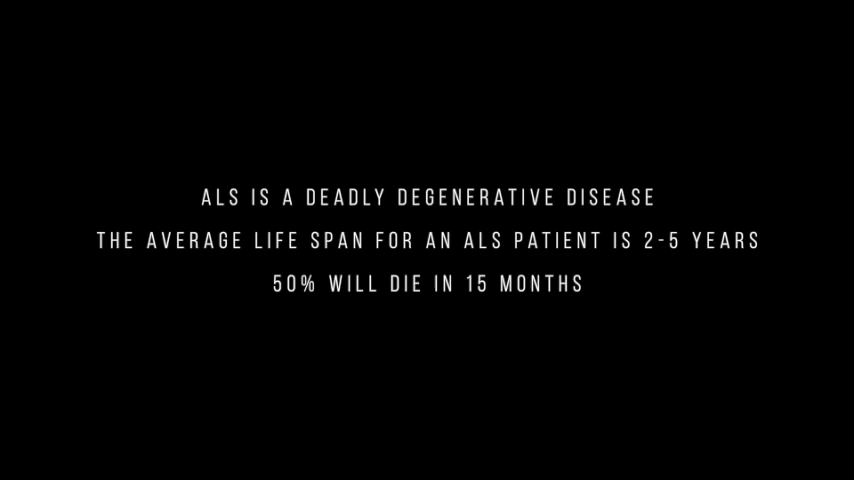 ALS IS A DEADLY DEGENERATIVE DISEASE
THE AVERAGE LIFE SPAN FOR AN ALS PATIENT IS 2-5 YEARS
50% WILL DIE IN 15 MONTHS